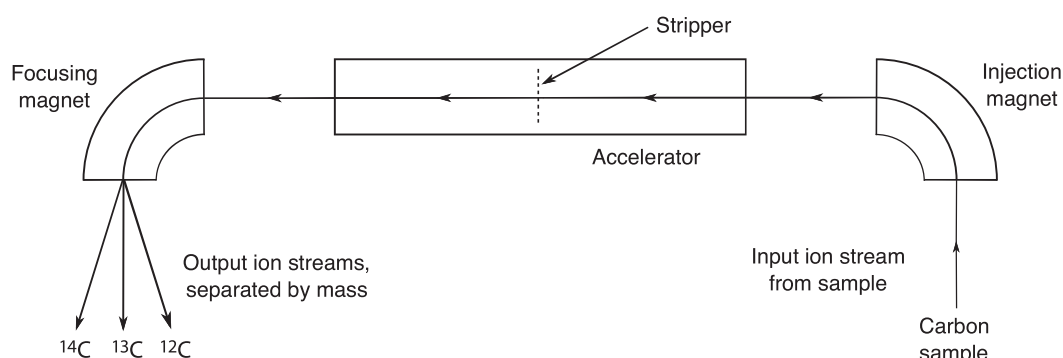 Stripper
Focusing
magnet
Injection
magnet
Accelerator
Output ion streams,
separated by mass
Input ion stream
from sample
¹⁴C ¹³C ¹²C
Carbon
sample